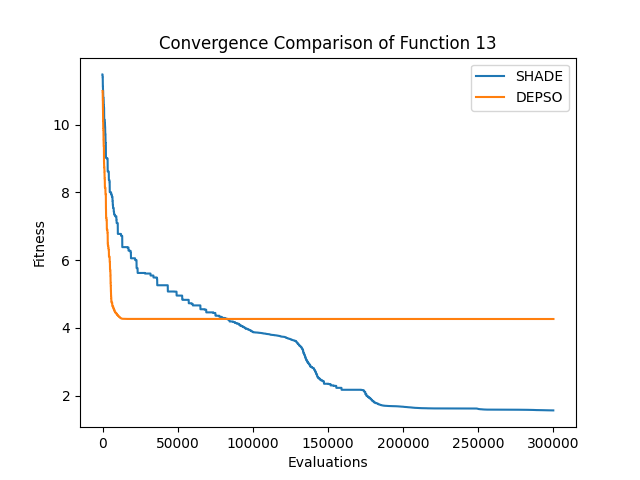 Convergence Comparison of Function 13
SHADE
DEPSO
Fitness
10
8
6
4
2
0 50000 100000 150000 200000 250000 300000
Evaluations